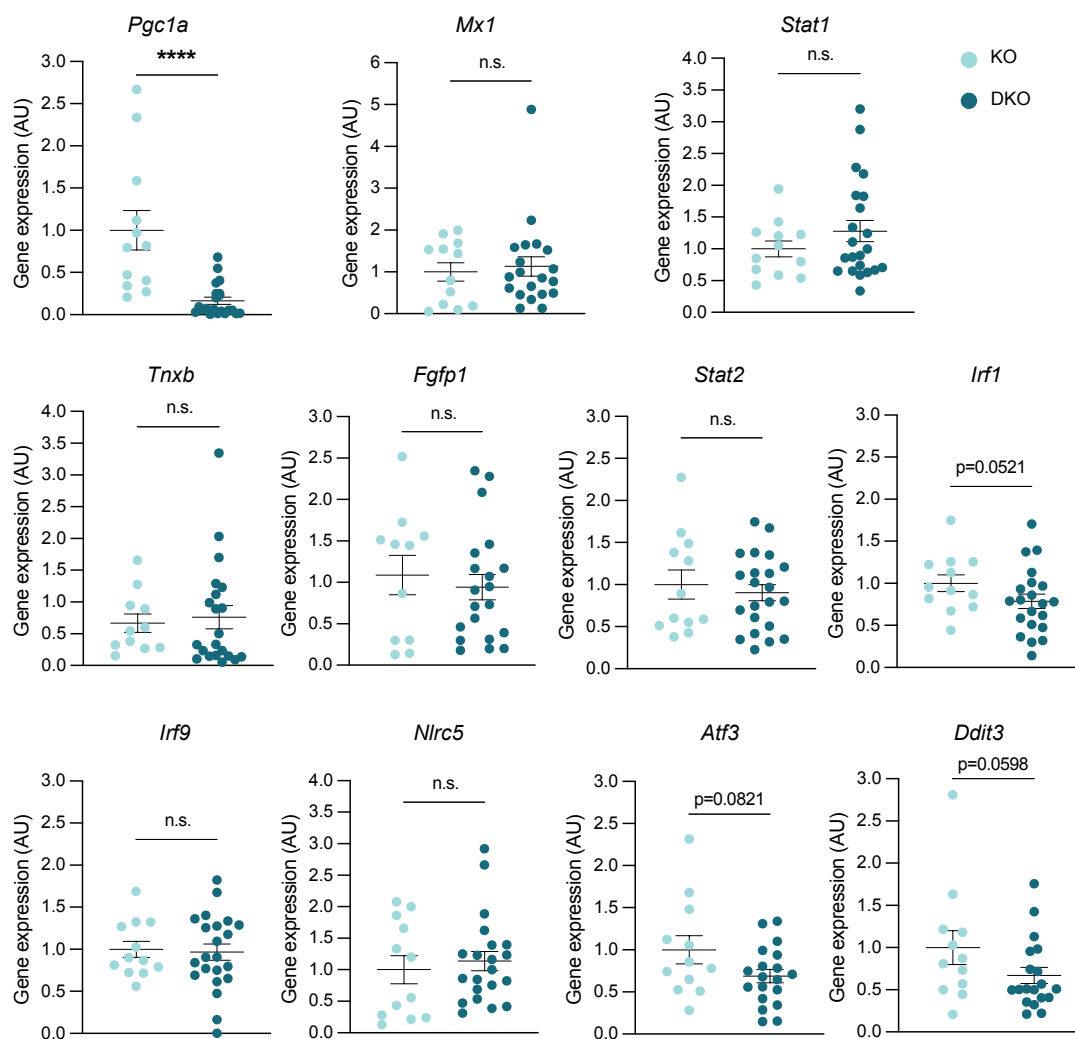 Pgc1a
Mx1
Stat1
KO
DKO
****
n.s.
n.s.
Gene expression (AU)
3.0
2.5
2.0
1.5
1.0
0.5
0.0
Gene expression (AU)
6
5
4
2
1
0
Gene expression (AU)
4.0
3.5
3.0
2.5
2.0
1.5
1.0
0.5
0.0
Tnxb
Fgfp1
Stat2
Irf1
n.s.
n.s.
n.s.
p=0.0521
Gene expression (AU)
4.0
3.5
3.0
2.5
2.0
1.5
1.0
0.5
0.0
Gene expression (AU)
3.0
2.5
2.0
1.5
1.0
0.5
0.0
Gene expression (AU)
3.0
2.5
2.0
1.5
1.0
0.5
0.0
Gene expression (AU)
3.0
2.5
2.0
1.5
1.0
0.5
0.0
Irf9
Nlrc5
Atf3
Ddit3
n.s.
n.s.
p=0.0821
p=0.0598
Gene expression (AU)
3.0
2.5
2.0
1.5
1.0
0.5
0.0
Gene expression (AU)
4.0
3.5
3.0
2.5
2.0
1.5
1.0
0.5
0.0
Gene expression (AU)
3.0
2.5
2.0
1.5
1.0
0.5
0.0
Gene expression (AU)
3.0
2.5
2.0
1.5
1.0
0.5
0.0